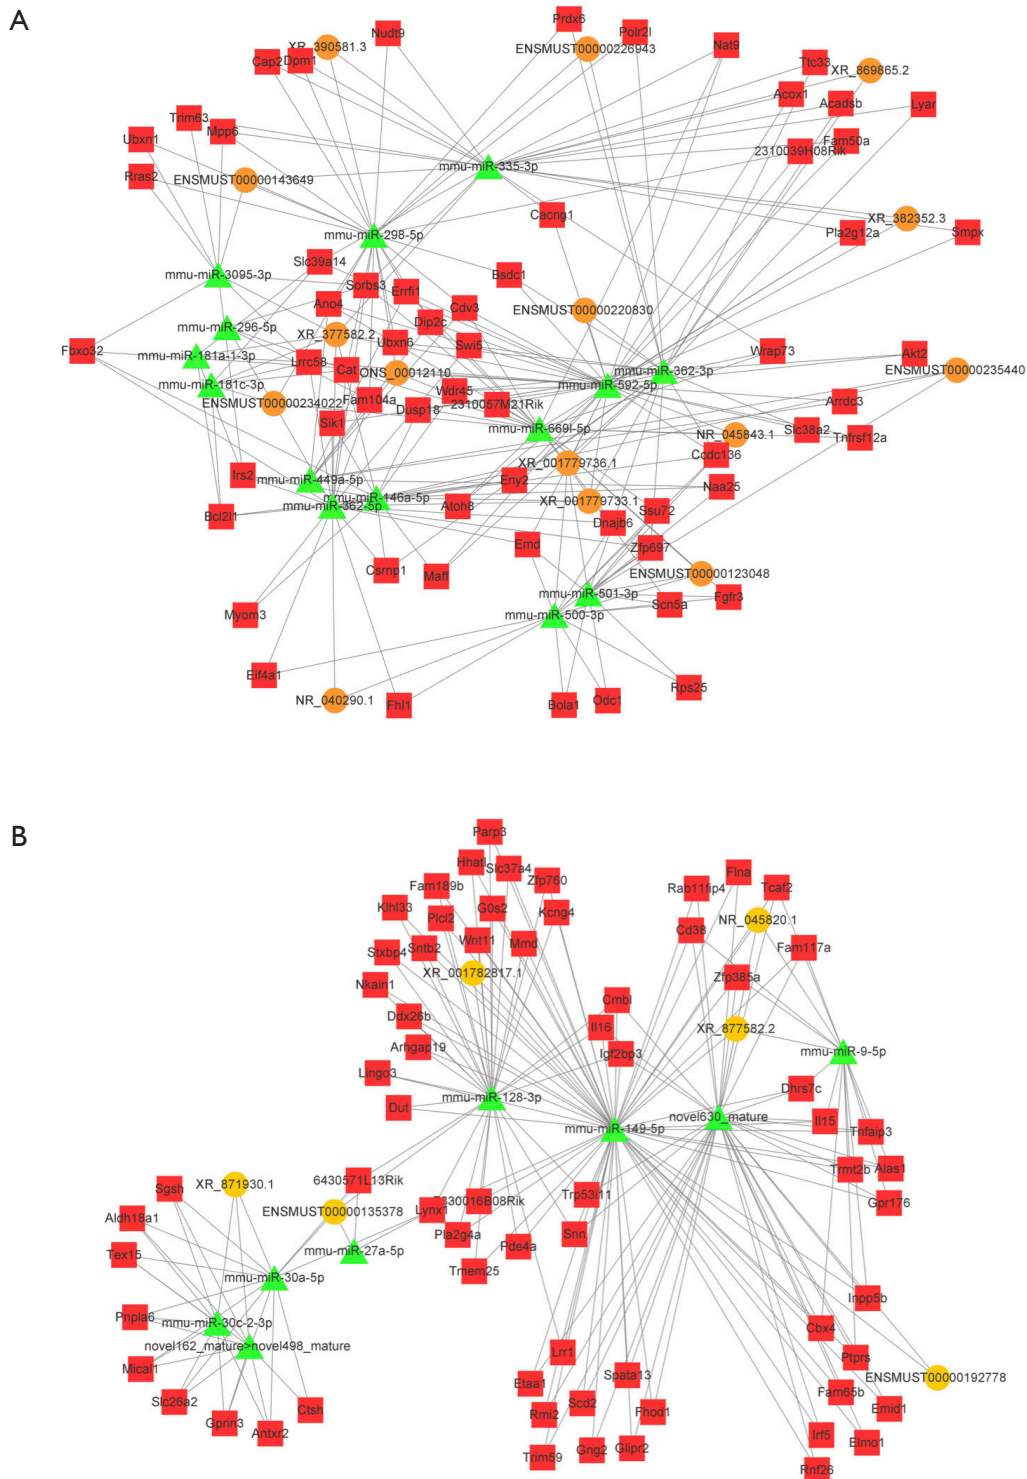 A
Prdx6
Polr2l
Nudt9
XR_390581.3
ENSMUST00000226943
Nat9
Cap2
Dpm1
Ttc33
XR_869865.2
Acox1
Acadsb
Lyar
Trim63
Mpp6
Ubxn1
Fam50a
2310039H08Rik
mmu-miR-335-3p
Rras2
ENSMUST00000143649
Cacng1
XR_382352.3
Pla2g12a
Smpx
mmu-miR-298-5p
Slc39a14
mmu-miR-3095-3p
Bsdc1
Sorbs3
Errfi1
Ano4
Cdv3
ENSMUST00000220830
Dip2c
mmu-miR-296-5p
XR_377582.2
Ubxn6
Swi5
Fbxo32
mmu-miR-181a-1-3p
Wrap73
Akt2
Lrrc58
Cat
ONS_00012110
mmu-miR-362-3p
ENSMUST00000235440
mmu-miR-181c-3p
mmu-miR-592-5p
Wdr45
ENSMUST00000234022
Fam104a
2310057M21Rik
Arrdc3
Dusp18
Sik1
mmu-miR-669l-5p
Slc38a2
NR_045843.1
Tnfrsf12a
Ccdc136
XR_001779736.1
Irs2
mmu-miR-449a-5p
Eny2
Naa25
mmu-miR-146a-5p
XR_001779733.1
mmu-miR-362-5p
Atoh8
Ssu72
Bcl2l1
Dnajb6
Emd
Zfp697
Csrnp1
Maff
ENSMUST00000123048
mmu-miR-501-3p
Scn5a
Fgfr3
Myom3
mmu-miR-500-3p
Eif4a1
Rps25
NR_040290.1
Fhl1
Bola1
Odc1
B
Parp3
Hhatl
Slc37a4
Flna
Fam189b
Zfp760
Rab11fip4
Tcaf2
Klhl33
Plcl2
G0s2
Kcng4
NR_045820.1
Cd38
Stxbp4
Sntb2
Wnt11
Mmd
Fam117a
XR_001782817.1
Zfp385a
Nkain1
Cmbl
Ddx26b
Il16
XR_877582.2
Arhgap19
Igf2bp3
mmu-miR-9-5p
Lingo3
Dhrs7c
mmu-miR-128-3p
Dut
novel630_mature
Il15
mmu-miR-149-5p
Tnfaip3
Trmt2b
Alas1
XR_871930.1
6430571L13Rik
Sgsh
Trp53i11
Gpr176
Lynx1
ENSMUST00000135378
Aldh18a1
Pla2g4a
Snn
Pde4a
Tex15
mmu-miR-27a-5p
Tmem25
mmu-miR-30a-5p
Inpp5b
Pnpla6
mmu-miR-30c-2-3p
Cbx4
novel162_mature>novel498_mature
Lrr1
Ptprs
Mical1
Etaa1
Spata13
ENSMUST00000192778
Slc26a2
Scd2
Fam65b
Ctsh
Rmi2
Fhod1
Emid1
Gprin3
Antxr2
Irf5
Elmo1
Trim59
Gng2
Glipr2
Rnf26